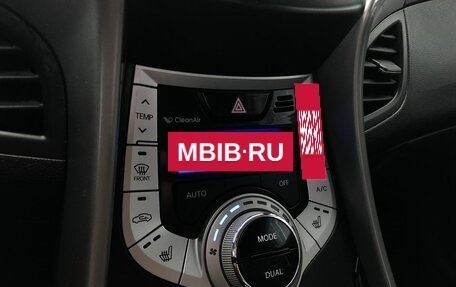 TEMP
CleanAir
MBIB·RU
FRONT
AUTO
OFF
A/C
MODE
DUAL